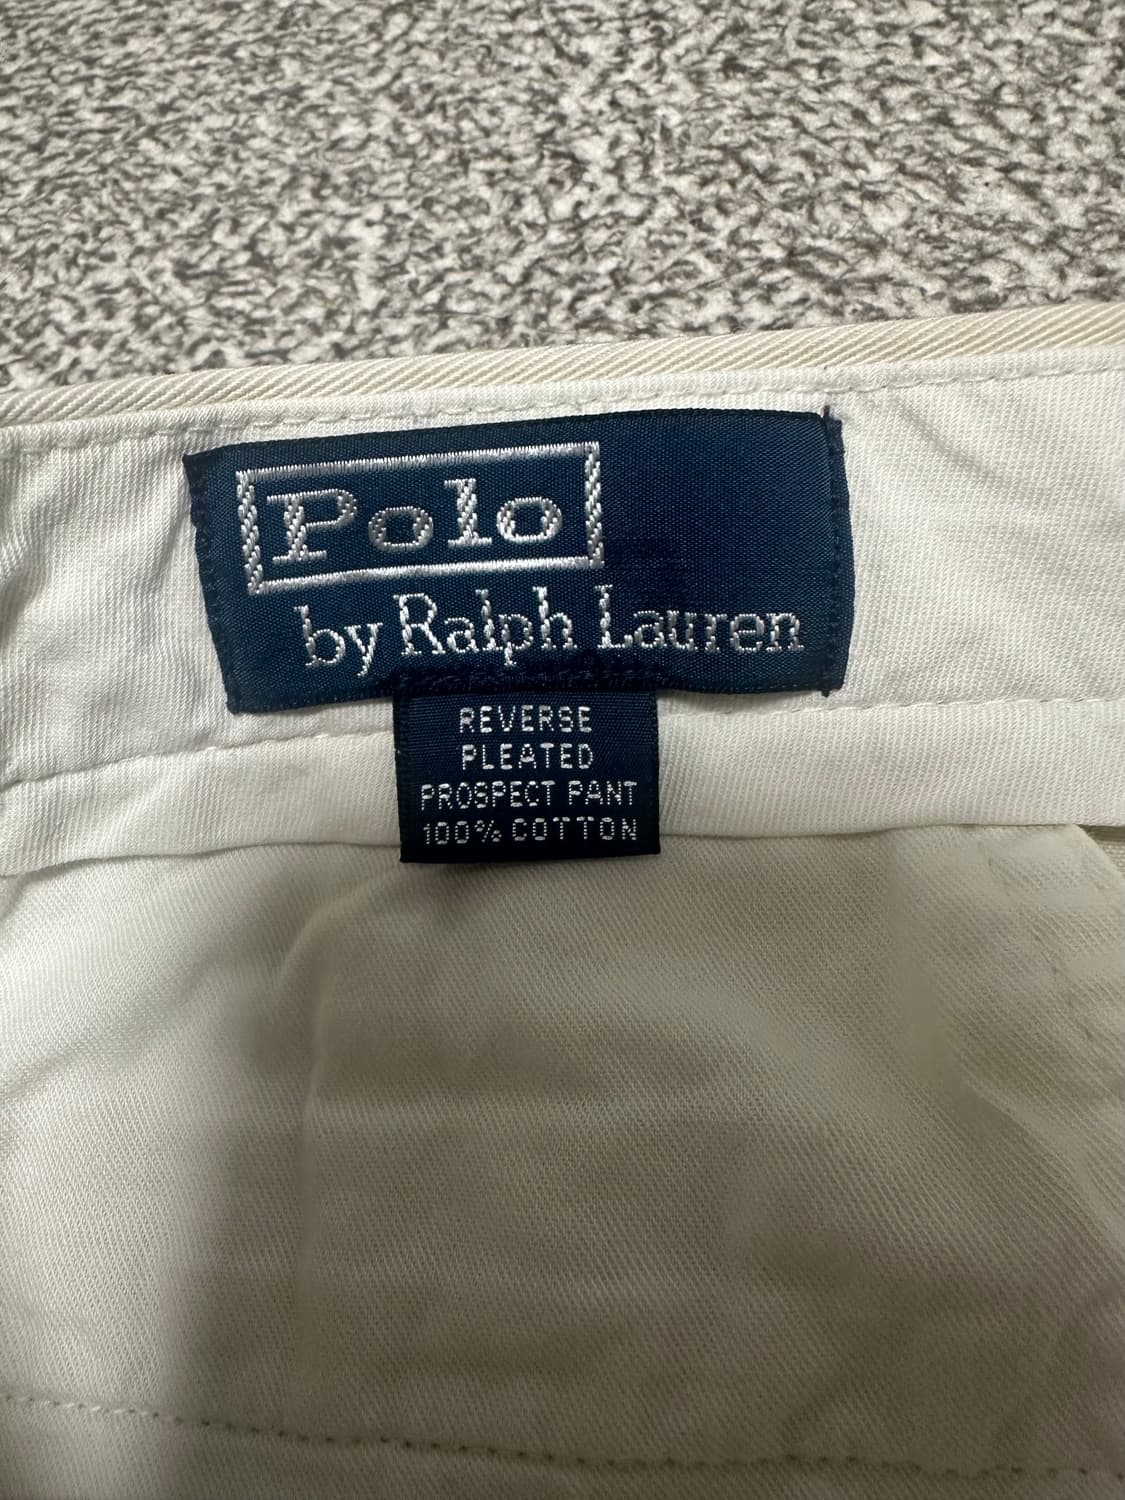 Polo
by Ralph Lauren
REVERSE
PLEATED
PROSPECT PANT
100% COTTON